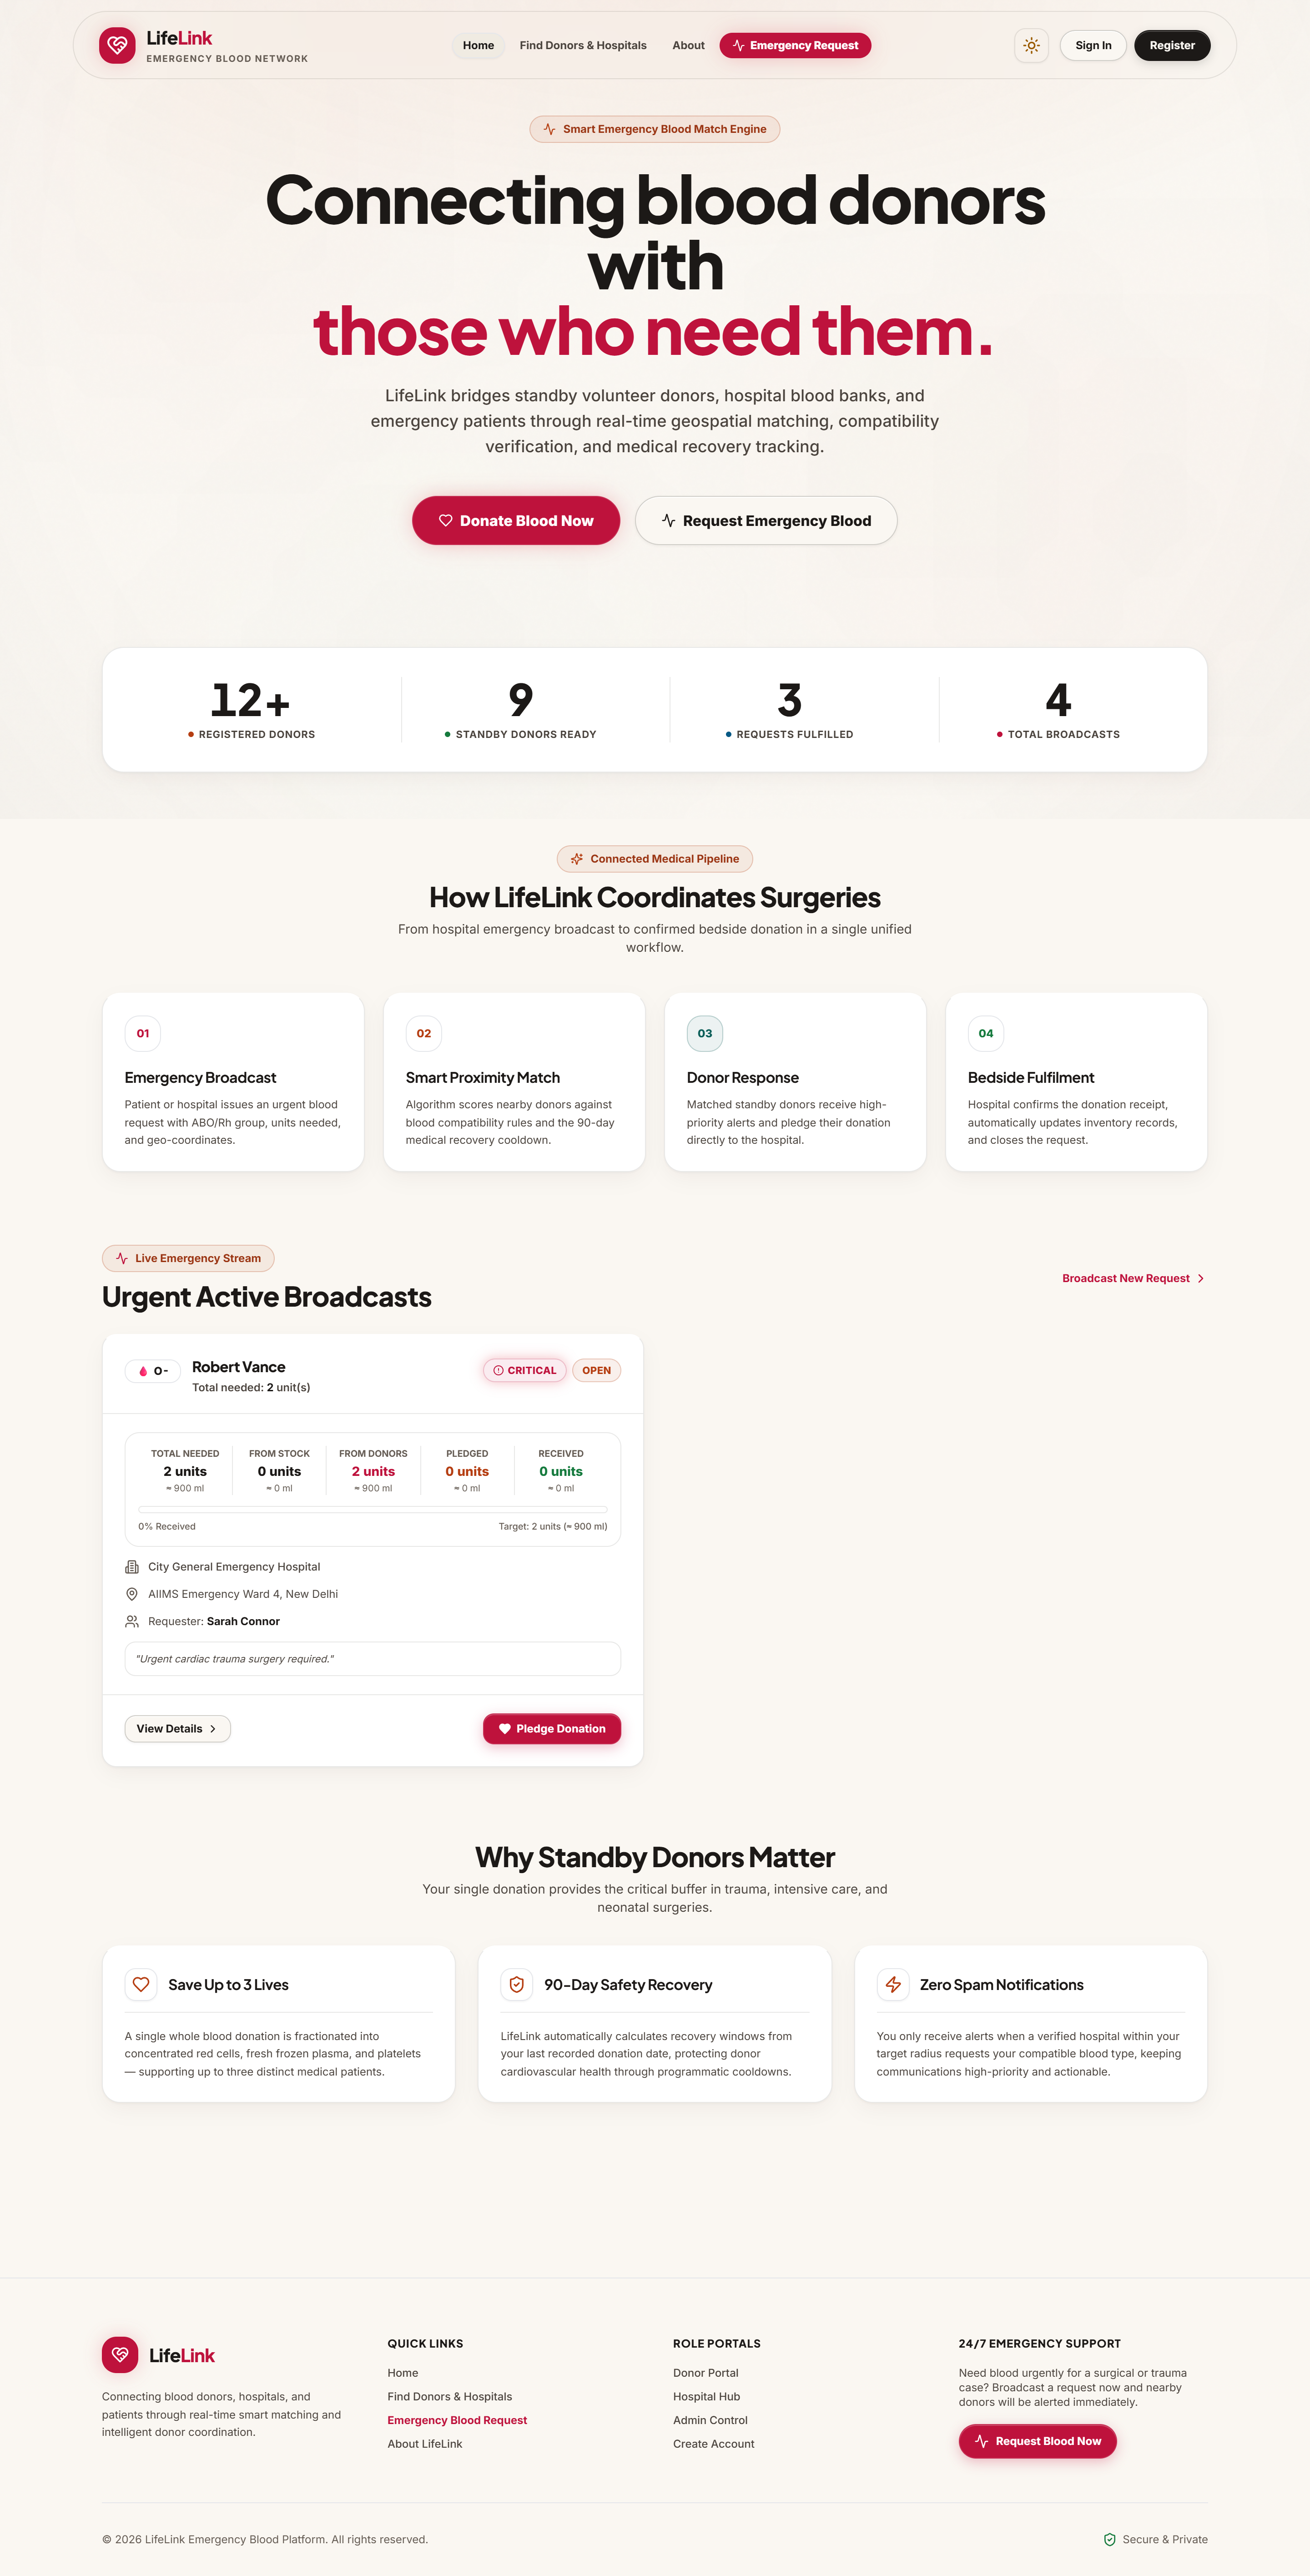 LifeLink
EMERGENCY BLOOD NETWORK
Home
Find Donors & Hospitals
About
Emergency Request
Sign In
Register
Smart Emergency Blood Match Engine
Connecting blood donors
with
those who need them.
LifeLink bridges standby volunteer donors, hospital blood banks, and
emergency patients through real-time geospatial matching, compatibility
verification, and medical recovery tracking.
Donate Blood Now
Request Emergency Blood
12+
REGISTERED DONORS
9
STANDBY DONORS READY
3
REQUESTS FULFILLED
4
TOTAL BROADCASTS
Connected Medical Pipeline
How LifeLink Coordinates Surgeries
From hospital emergency broadcast to confirmed bedside donation in a single unified
workflow.
01
Emergency Broadcast
Patient or hospital issues an urgent blood
request with ABO/Rh group, units needed,
and geo-coordinates.
02
Smart Proximity Match
Algorithm scores nearby donors against
blood compatibility rules and the 90-day
medical recovery cooldown.
03
Donor Response
Matched standby donors receive high-
priority alerts and pledge their donation
directly to the hospital.
04
Bedside Fulfilment
Hospital confirms the donation receipt,
automatically updates inventory records,
and closes the request.
Live Emergency Stream
Urgent Active Broadcasts
Broadcast New Request
O-
Robert Vance
Total needed: 2 unit(s)
CRITICAL
OPEN
TOTAL NEEDED
2 units
≈ 900 ml
FROM STOCK
0 units
≈ 0 ml
FROM DONORS
2 units
≈ 900 ml
PLEDGED
0 units
≈ 0 ml
RECEIVED
0 units
≈ 0 ml
0% Received
Target: 2 units (≈ 900 ml)
City General Emergency Hospital
AIIMS Emergency Ward 4, New Delhi
Requester: Sarah Connor
"Urgent cardiac trauma surgery required."
View Details
Pledge Donation
Why Standby Donors Matter
Your single donation provides the critical buffer in trauma, intensive care, and
neonatal surgeries.
Save Up to 3 Lives
A single whole blood donation is fractionated into
concentrated red cells, fresh frozen plasma, and platelets
— supporting up to three distinct medical patients.
90-Day Safety Recovery
LifeLink automatically calculates recovery windows from
your last recorded donation date, protecting donor
cardiovascular health through programmatic cooldowns.
Zero Spam Notifications
You only receive alerts when a verified hospital within your
target radius requests your compatible blood type, keeping
communications high-priority and actionable.
LifeLink
Connecting blood donors, hospitals, and
patients through real-time smart matching and
intelligent donor coordination.
QUICK LINKS
Home
Find Donors & Hospitals
Emergency Blood Request
About LifeLink
ROLE PORTALS
Donor Portal
Hospital Hub
Admin Control
Create Account
24/7 EMERGENCY SUPPORT
Need blood urgently for a surgical or trauma
case? Broadcast a request now and nearby
donors will be alerted immediately.
Request Blood Now
© 2026 LifeLink Emergency Blood Platform. All rights reserved.
Secure & Private